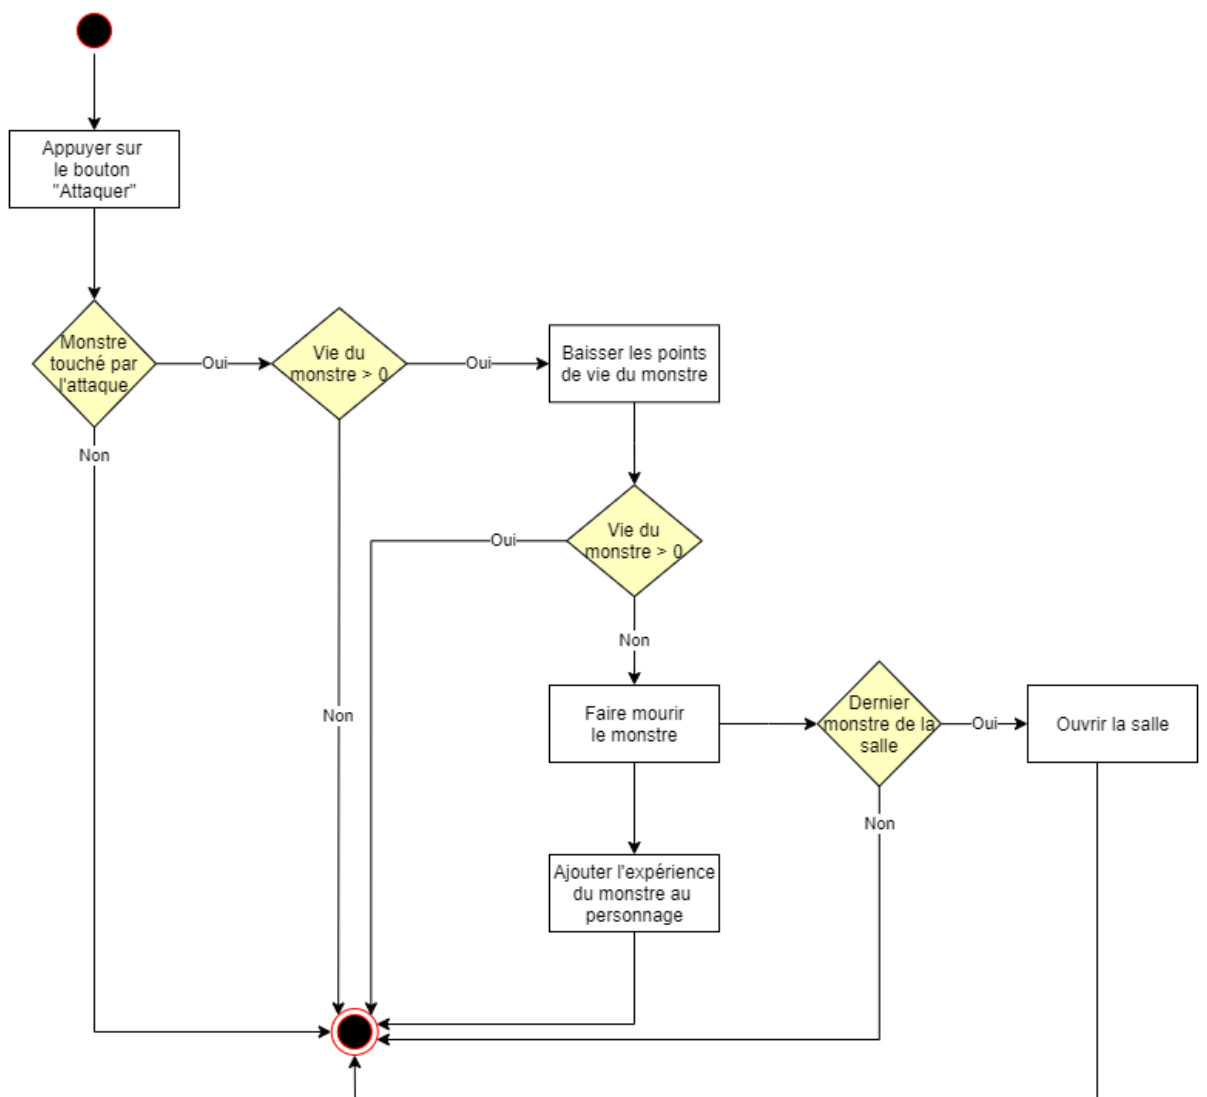 Appuyer sur
le bouton
"Attaquer"
Monstre
touché par
l'attaque
Oui
Vie du
monstre > 0
Oui
Baisser les points
de vie du monstre
Non
Oui
Vie du
monstre > 0
Non
Non
Faire mourir
le monstre
Dernier
monstre de la
salle
Oui
Ouvrir la salle
Non
Ajouter l'expérience
du monstre au
personnage